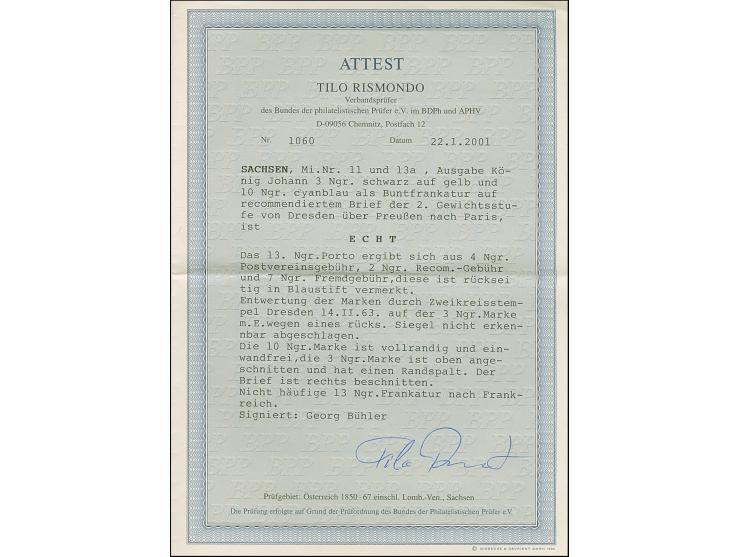 ATTEST
TILO RISMONDO
Verbandsprüfer
des Bundes der philatelistischen Prüfer e.V. im BDPh und APHV
D-09056 Chemnitz, Postfach 12
Nr. 1060 Datum 22.1.2001
SACHSEN, Mi.Nr. 11 und 13a , Ausgabe Kö-
nig Johann 3 Ngr. schwarz auf gelb und
10 Ngr. cyanblau als Buntfrankatur auf
recommendiertem Brief der 2. Gewichtsstu-
fe von Dresden über Preußen nach Paris,
ist
E C H T
Das 13. Ngr.Porto ergibt sich aus 4 Ngr.
Postvereinsgebühr, 2 Ngr. Recom.-Gebühr
und 7 Ngr. Fremdgebühr,diese ist rücksei
tig in Blaustift vermerkt.
Entwertung der Marken durch Zweikreisstem-
pel Dresden 14.II.63. auf der 3 Ngr.Marke
m.E.wegen eines rücks. Siegel nicht erken-
nbar abgeschlagen.
Die 10 Ngr.Marke ist vollrandig und ein-
wandfrei,die 3 Ngr.Marke ist oben ange-
schnitten und hat einen Randspalt. Der
Brief ist rechts beschnitten.
Nicht häufige 13 Ngr.Frankatur nach Frank-
reich.
Signiert: Georg Bühler
Prüfgebiet: Österreich 1850-67 einschl. Lomb.-Ven., Sachsen
Die Prüfung erfolgte auf Grund der Prüfordnung des Bundes der Philatelistischen Prüfer e.V.